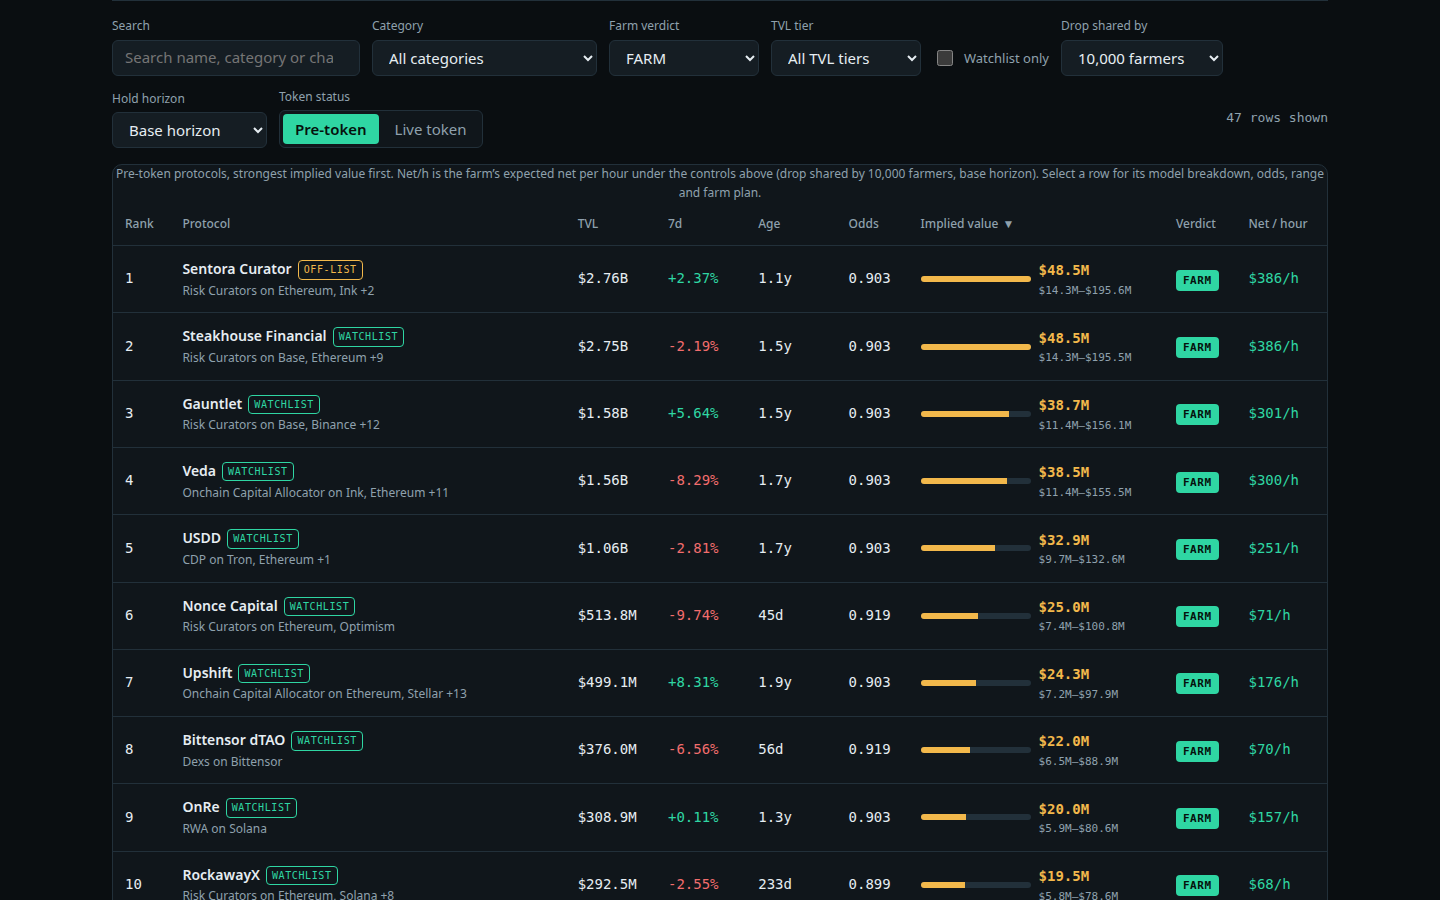 Search
Category
Farm verdict
TVL tier
Drop shared by
Search name, category or cha
All categories
FARM
All TVL tiers
Watchlist only
10,000 farmers
Hold horizon
Token status
Base horizon
Pre-token
Live token
47 rows shown
Pre-token protocols, strongest implied value first. Net/h is the farm's expected net per hour under the controls above (drop shared by 10,000 farmers, base horizon). Select a row for its model breakdown, odds, range
and farm plan.
Rank Protocol TVL 7d Age Odds Implied value ▼ Verdict Net / hour
1 Sentora Curator OFF-LIST $2.76B +2.37% 1.1y 0.903 $48.5M FARM $386/h
Risk Curators on Ethereum, Ink +2 $14.3M–$195.6M
2 Steakhouse Financial WATCHLIST $2.75B -2.19% 1.5y 0.903 $48.5M FARM $386/h
Risk Curators on Base, Ethereum +9 $14.3M–$195.5M
3 Gauntlet WATCHLIST $1.58B +5.64% 1.5y 0.903 $38.7M FARM $301/h
Risk Curators on Base, Binance +12 $11.4M–$156.1M
4 Veda WATCHLIST $1.56B -8.29% 1.7y 0.903 $38.5M FARM $300/h
Onchain Capital Allocator on Ink, Ethereum +11 $11.4M–$155.5M
5 USDD WATCHLIST $1.06B -2.81% 1.7y 0.903 $32.9M FARM $251/h
CDP on Tron, Ethereum +1 $9.7M–$132.6M
6 Nonce Capital WATCHLIST $513.8M -9.74% 45d 0.919 $25.0M FARM $71/h
Risk Curators on Ethereum, Optimism $7.4M–$100.8M
7 Upshift WATCHLIST $499.1M +8.31% 1.9y 0.903 $24.3M FARM $176/h
Onchain Capital Allocator on Ethereum, Stellar +13 $7.2M–$97.9M
8 Bittensor dTAO WATCHLIST $376.0M -6.56% 56d 0.919 $22.0M FARM $70/h
Dexs on Bittensor $6.5M–$88.9M
9 OnRe WATCHLIST $308.9M +0.11% 1.3y 0.903 $20.0M FARM $157/h
RWA on Solana $5.9M–$80.6M
10 RockawayX WATCHLIST $292.5M -2.55% 233d 0.899 $19.5M FARM $68/h
Risk Curators on Ethereum, Solana +8 $5.8M–$78.6M